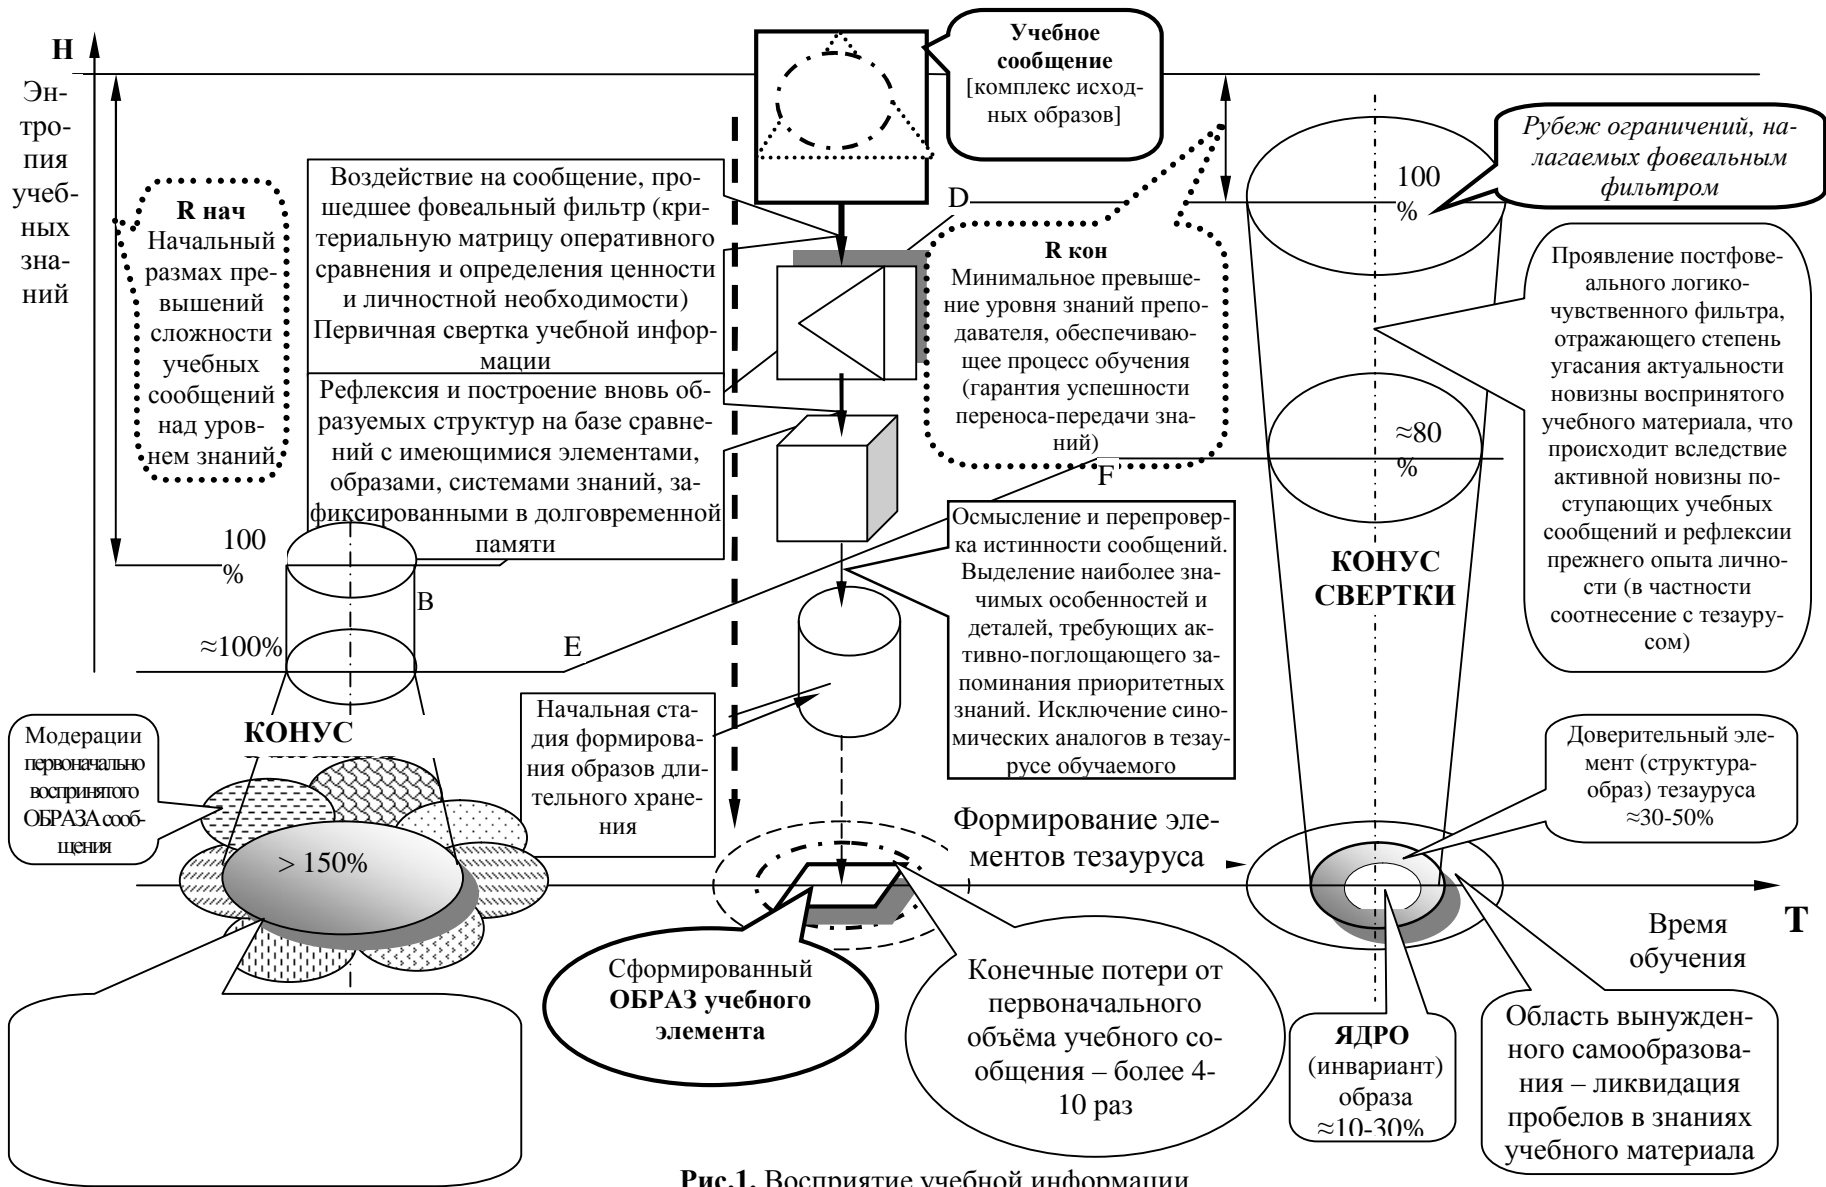 H
Эн-
тро-
пия
учеб-
ных
зна-
ний
R нач
Начальный
размах пре-
вышений
сложности
учебных
сообщений
над уров-
нем знаний
Воздействие на сообщение, про-
шедшее фовеальный фильтр (кри-
териальную матрицу оперативного
сравнения и определения ценности
и личностной необходимости)
Первичная свертка учебной инфор-
мации
Рефлексия и построение вновь об-
разуемых структур на базе сравне-
ний с имеющимися элементами,
образами, системами знаний, за-
фиксированными в долговременной
памяти
100
%
B
≈100%
E
КОНУС
Модерации
первоначально
воспринятого
ОБРАЗА сооб-
щения
> 150%
Начальная ста-
дия формирова-
ния образов дли-
тельного хране-
ния
Учебное
сообщение
[комплекс исход-
ных образов]
D
R кон
Минимальное превыше-
ние уровня знаний препо-
давателя, обеспечиваю-
щее процесс обучения
(гарантия успешности
переноса-передачи зна-
ний)
F
Осмысление и перепровер-
ка истинности сообщений.
Выделение наиболее зна-
чимых особенностей и
деталей, требующих ак-
тивно-поглощающего за-
поминания приоритетных
знаний. Исключение сино-
мических аналогов в тезау-
русе обучаемого
Формирование эле-
ментов тезауруса
Сформированный
ОБРАЗ учебного
элемента
Конечные потери от
первоначального
объёма учебного со-
общения – более 4-
10 раз
100
%
Рубеж ограничений, на-
лагаемых фовеальным
фильтром
≈80
%
КОНУС
СВЕРТКИ
Проявление постфове-
ального логико-
чувственного фильтра,
отражающего степень
угасания актуальности
новизны воспринятого
учебного материала, что
происходит вследствие
активной новизны по-
ступающих учебных
сообщений и рефлексии
прежнего опыта лично-
сти (в частности
соотнесение с тезауру-
сом)
Доверительный эле-
мент (структура-
образ) тезауруса
≈30-50%
T
Время
обучения
ЯДРО
(инвариант)
образа
≈10-30%
Область вынужден-
ного самообразова-
ния – ликвидация
пробелов в знаниях
учебного материала
Рис.1. Восприятие учебной информации